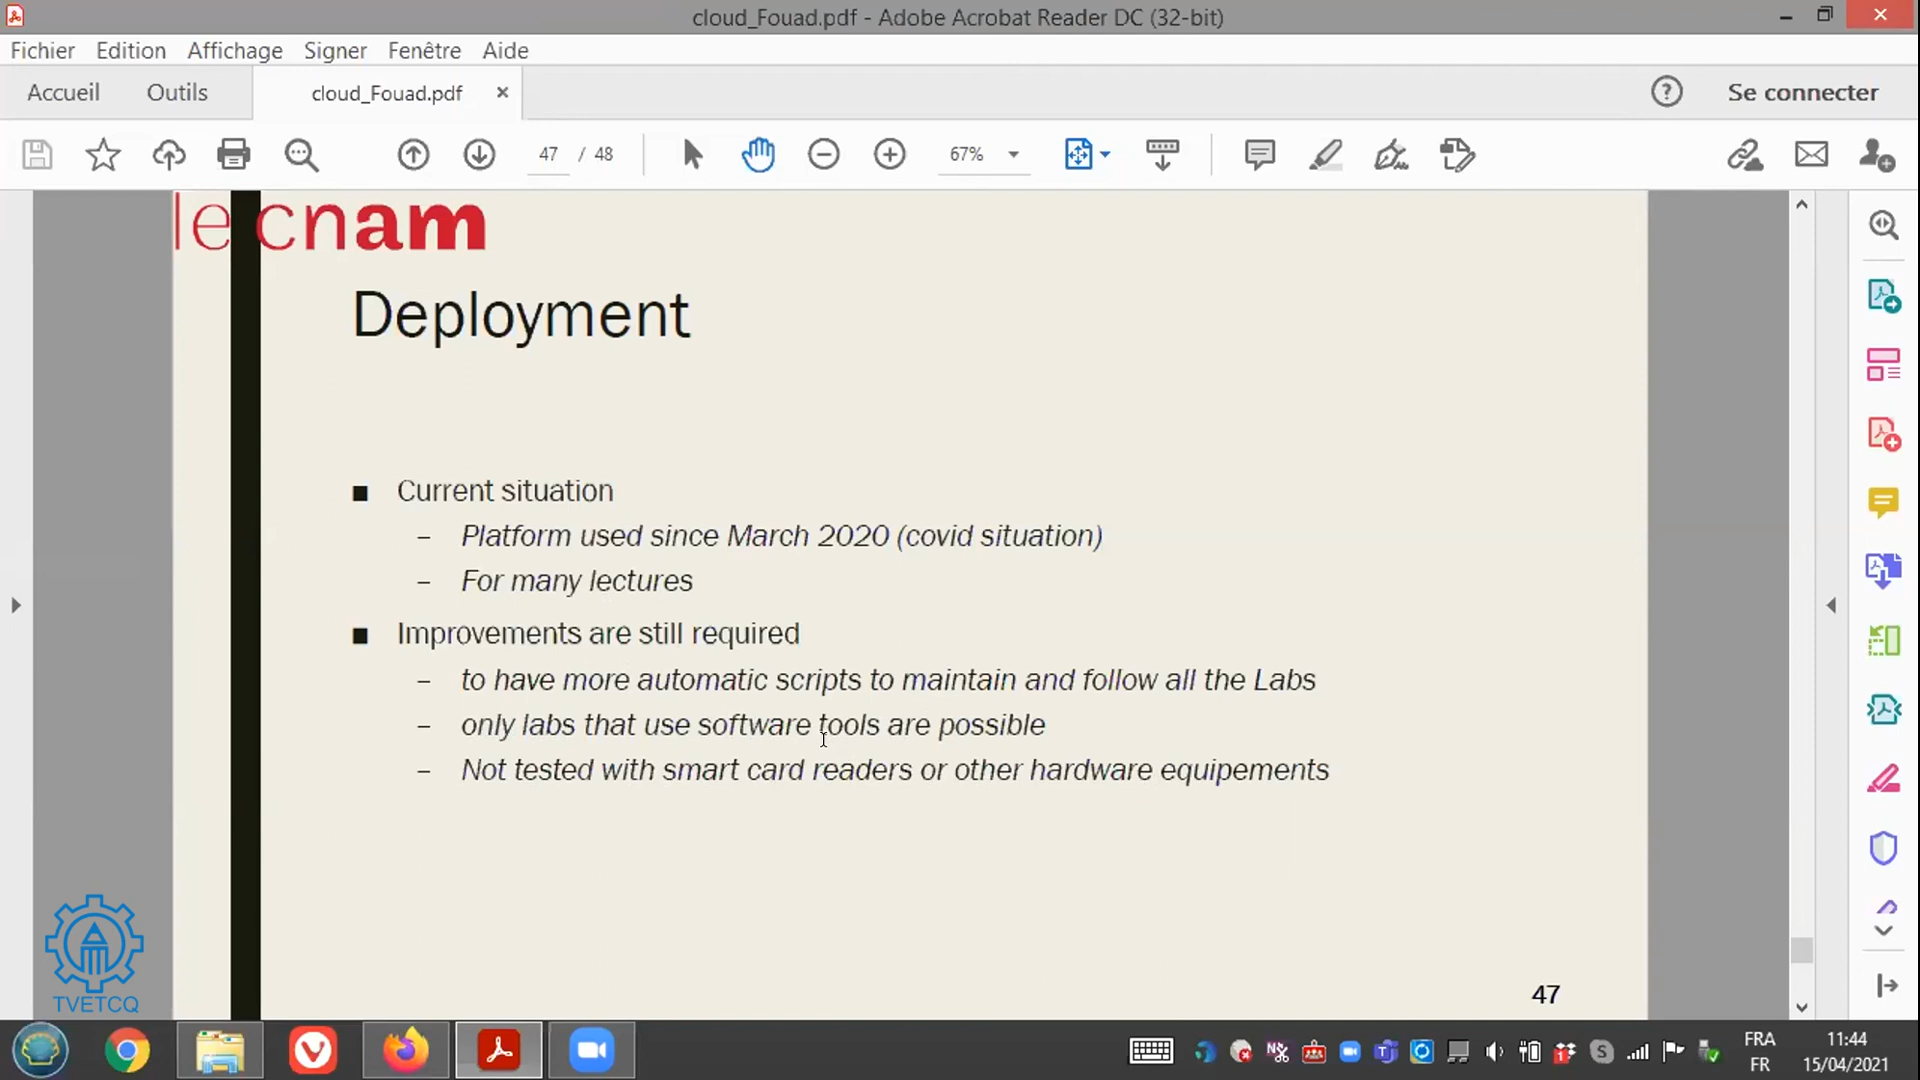 cloud_Fouad.pdf - Adobe Acrobat Reader DC (32-bit)
Fichier Edition Affichage Signer Fenêtre Aide
Accueil Outils cloud_Fouad.pdf Se connecter
47 / 48 67%
le cnam
Deployment
Current situation
– Platform used since March 2020 (covid situation)
– For many lectures
Improvements are still required
– to have more automatic scripts to maintain and follow all the Labs
– only labs that use software tools are possible
– Not tested with smart card readers or other hardware equipements
47
TVETCQ
FRA 11:44
FR 15/04/2021